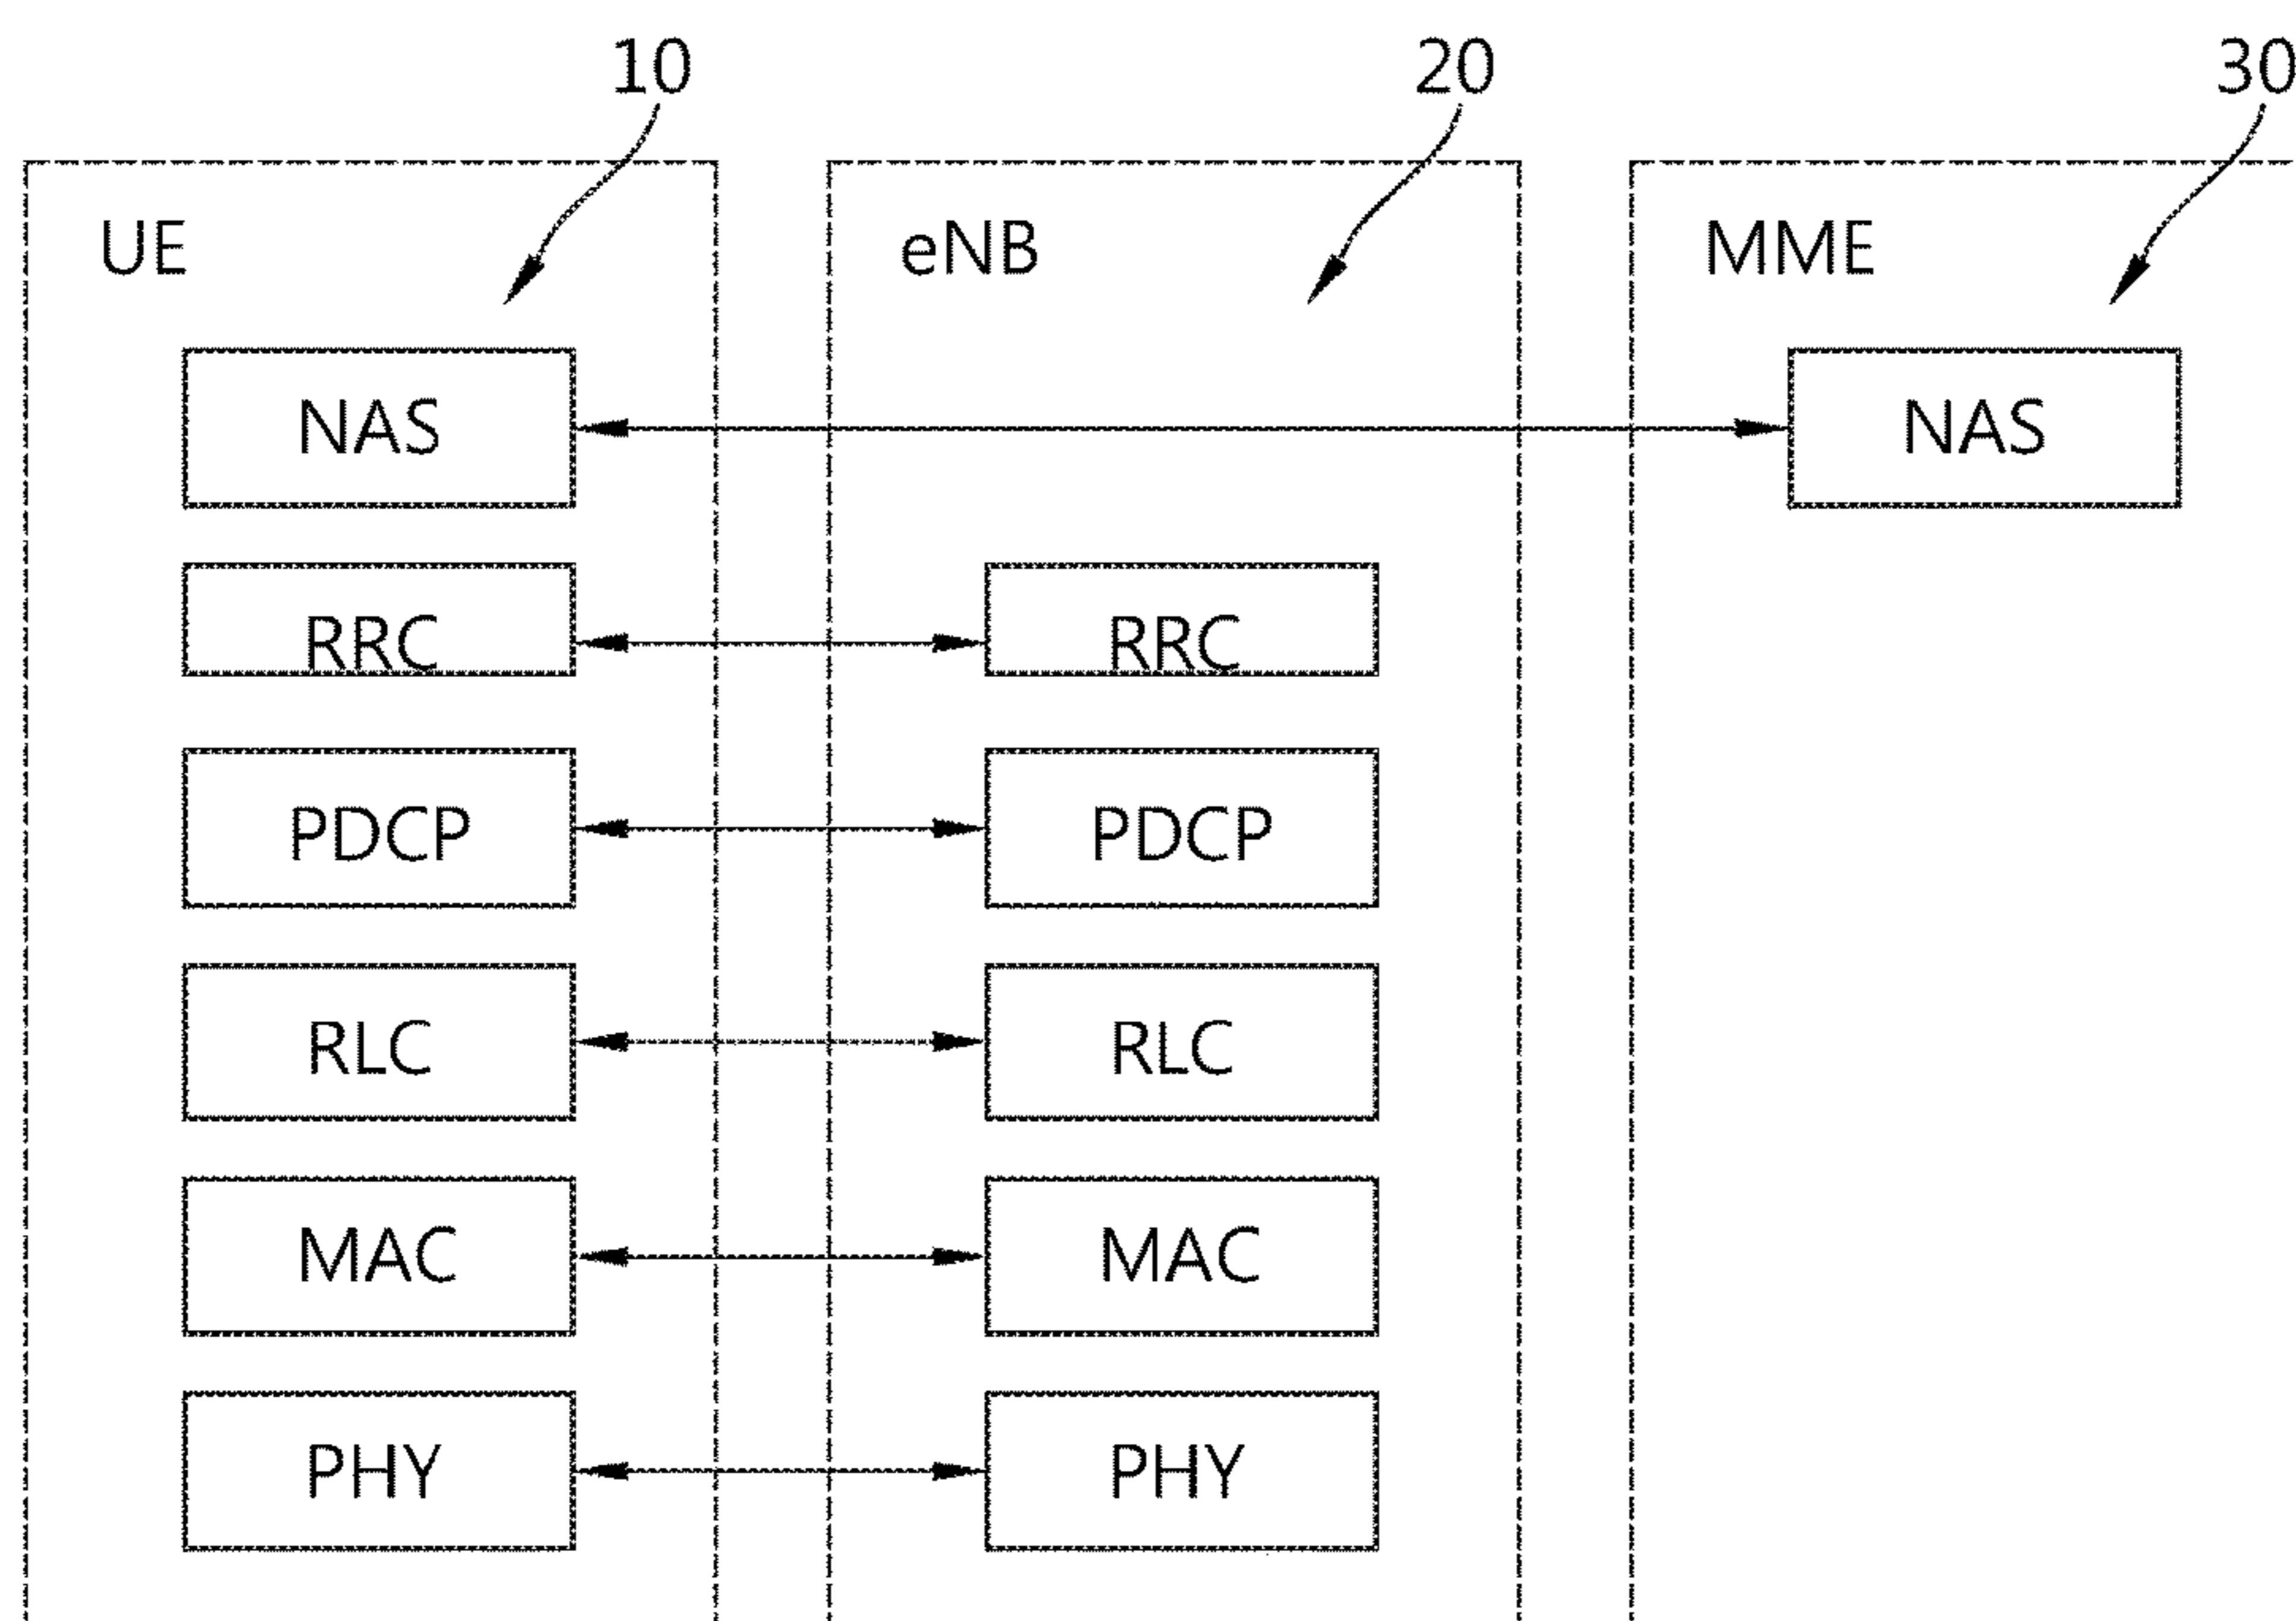 10 20 30
UE eNB MME
NAS NAS
RRC RRC
PDCP PDCP
RLC RLC
MAC MAC
PHY PHY